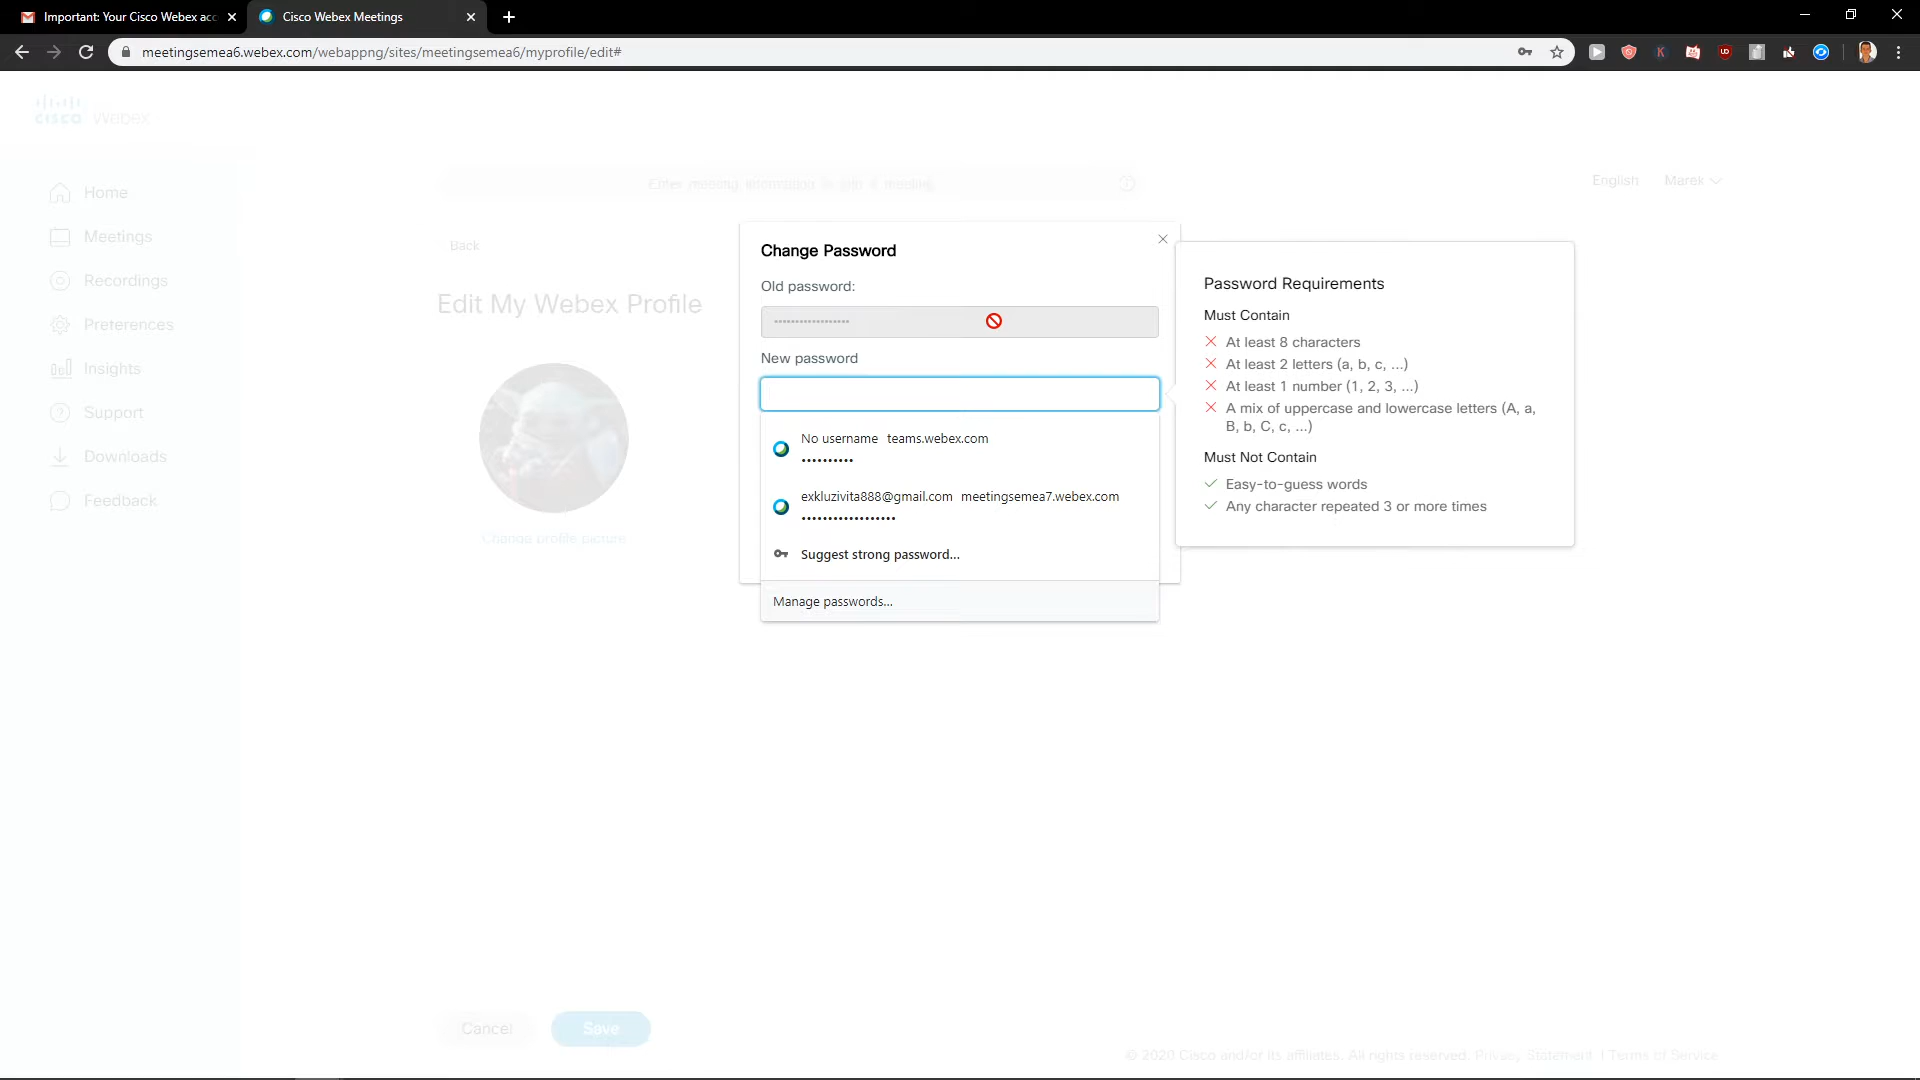 Important: Your Cisco Webex acc
Cisco Webex Meetings
meetingsemea6.webex.com/webappng/sites/meetingsemea6/myprofile/edit#
cisco Webex
Home
Meetings
Recordings
Preferences
Insights
Support
Downloads
Feedback
Enter meeting information to join a meeting
English
Marek
Back
Edit My Webex Profile
Change profile picture
Change Password
Old password:
••••••••••••••••••
New password
No username teams.webex.com
••••••••••
exkluzivita888@gmail.com meetingsemea7.webex.com
••••••••••••••••••
Suggest strong password...
Manage passwords...
Password Requirements
Must Contain
At least 8 characters
At least 2 letters (a, b, c, ...)
At least 1 number (1, 2, 3, ...)
A mix of uppercase and lowercase letters (A, a,
B, b, C, c, ...)
Must Not Contain
Easy-to-guess words
Any character repeated 3 or more times
Cancel
Save
© 2020 Cisco and/or its affiliates. All rights reserved. Privacy Statement | Terms of Service